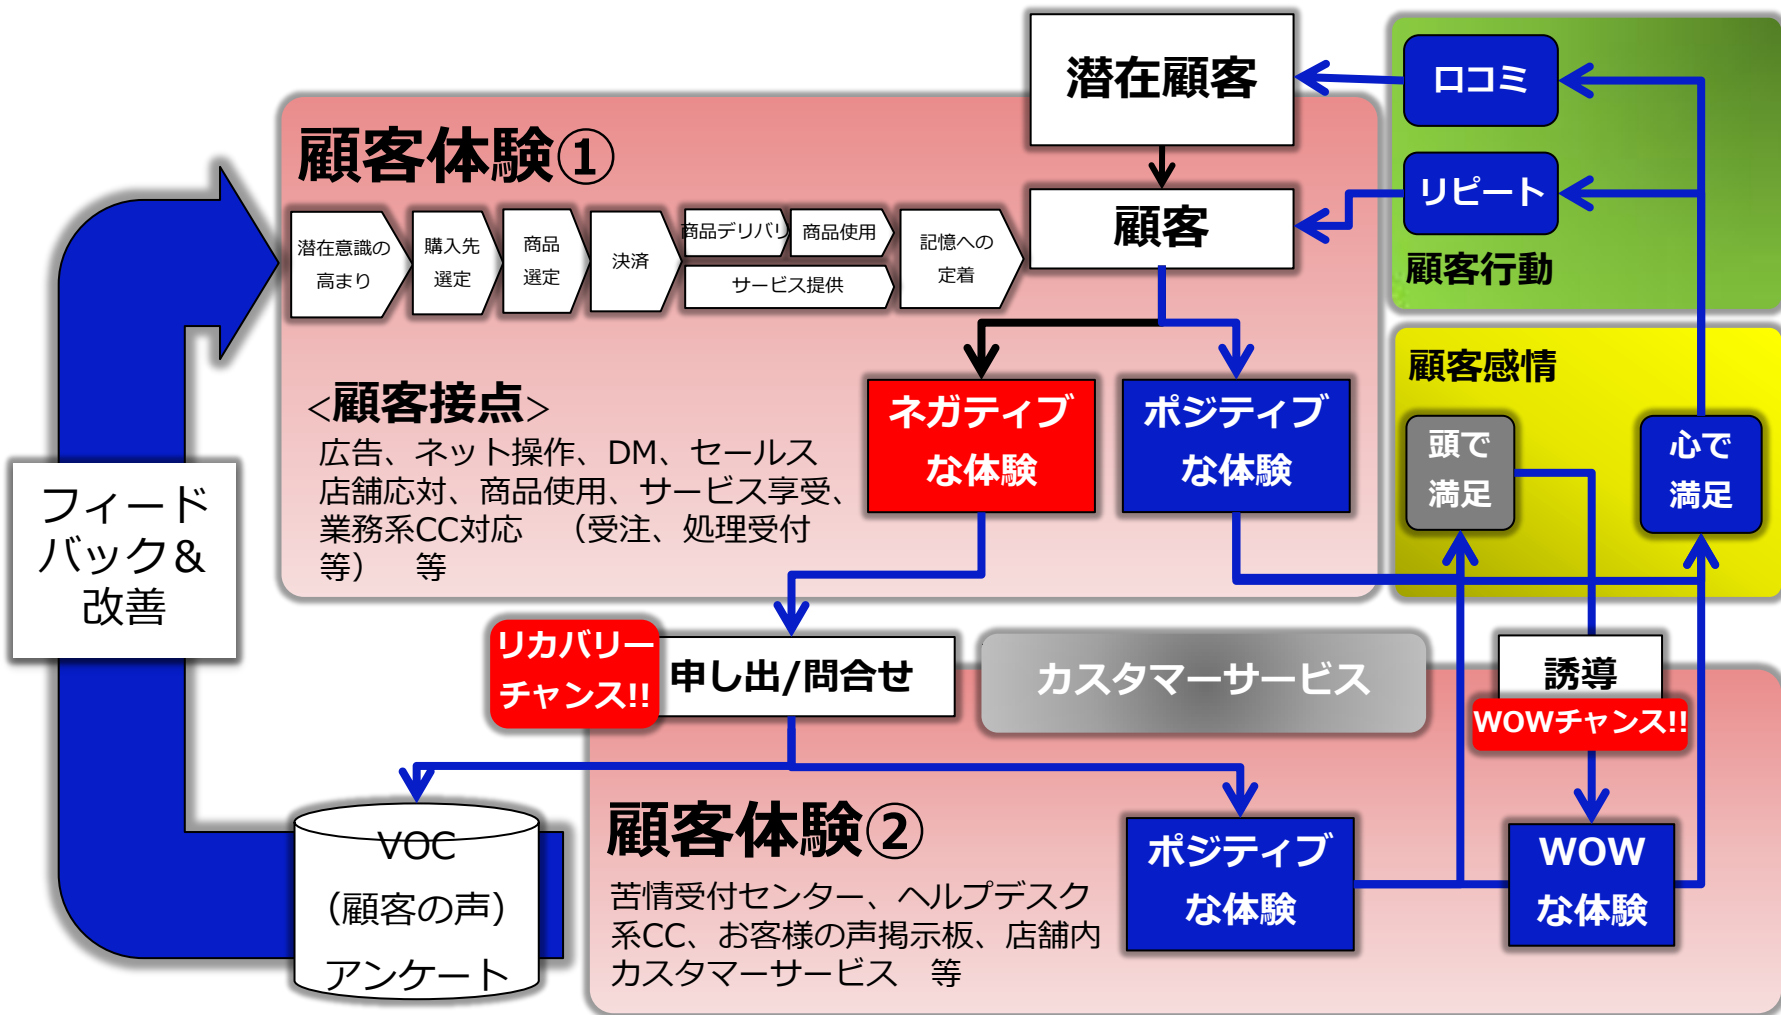 潜在顧客
口コミ
顧客体験①
リピート
顧客
顧客行動
潜在意識の
高まり
購入先
選定
商品
選定
決済
商品デリバリ
商品使用
サービス提供
記憶への
定着
<顧客接点>
広告、ネット操作、DM、セールス
店舗応対、商品使用、サービス享受、
業務系CC対応　（受注、処理受付
等）　等
ネガティブ
な体験
ポジティブ
な体験
顧客感情
頭で
満足
心で
満足
フィード
バック＆
改善
リカバリー
チャンス!!
申し出/問合せ
カスタマーサービス
誘導
WOWチャンス!!
顧客体験②
苦情受付センター、ヘルプデスク
系CC、お客様の声掲示板、店舗内
カスタマーサービス　等
ポジティブ
な体験
WOW
な体験
VOC
（顧客の声）
アンケート